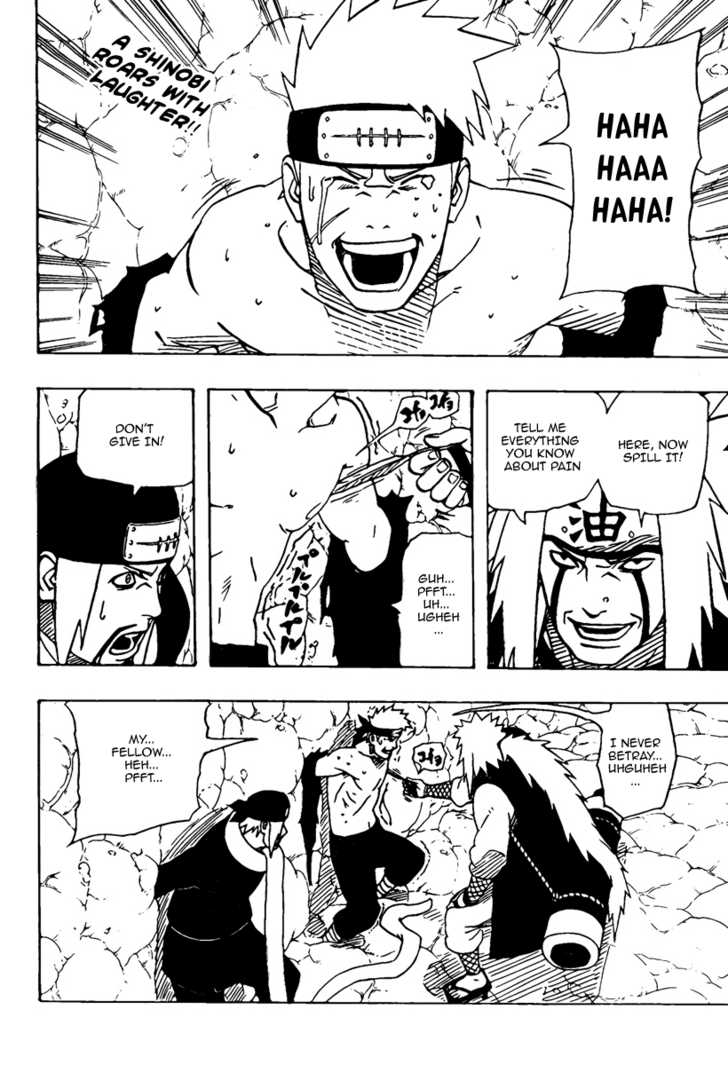 HAHA
HAAA
HAHA!
A SHINOBI
ROARS WITH
LAUGHTER!!
HERE, NOW
SPILL IT!
TELL ME
EVERYTHING
YOU KNOW
ABOUT PAIN
油
GUH...
PFFT...
UH...
UGHEH
...
DON'T
GIVE IN!
I NEVER
BETRAY...
UHGUHEH
...
MY...
FELLOW...
HEH...
PFFT...